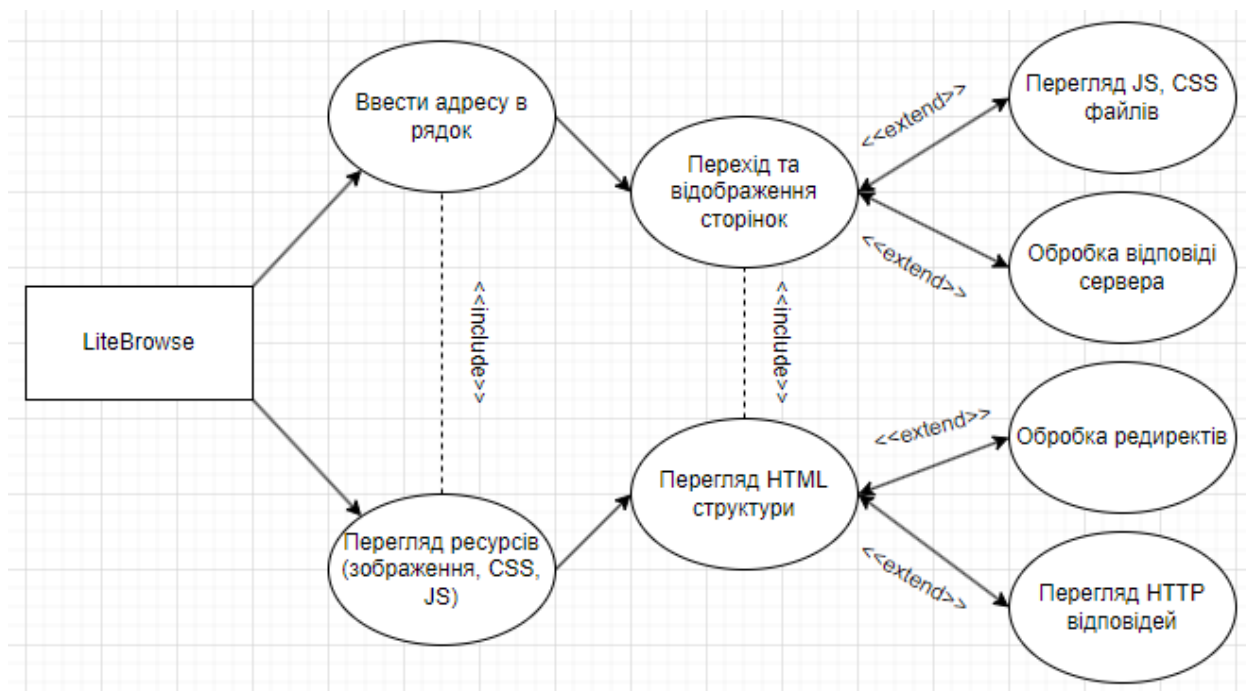 Ввести адресу в
рядок
Перехід та
відображення
сторінок
<<extend>>
Перегляд JS, CSS
файлів
<<extend>>
Обробка відповіді
сервера
LiteBrowse
<<include>>
<<include>>
Перегляд ресурсів
(зображення, CSS,
JS)
Перегляд HTML
структури
<<extend>>
Обробка редиректів
<<extend>>
Перегляд HTTP
відповідей